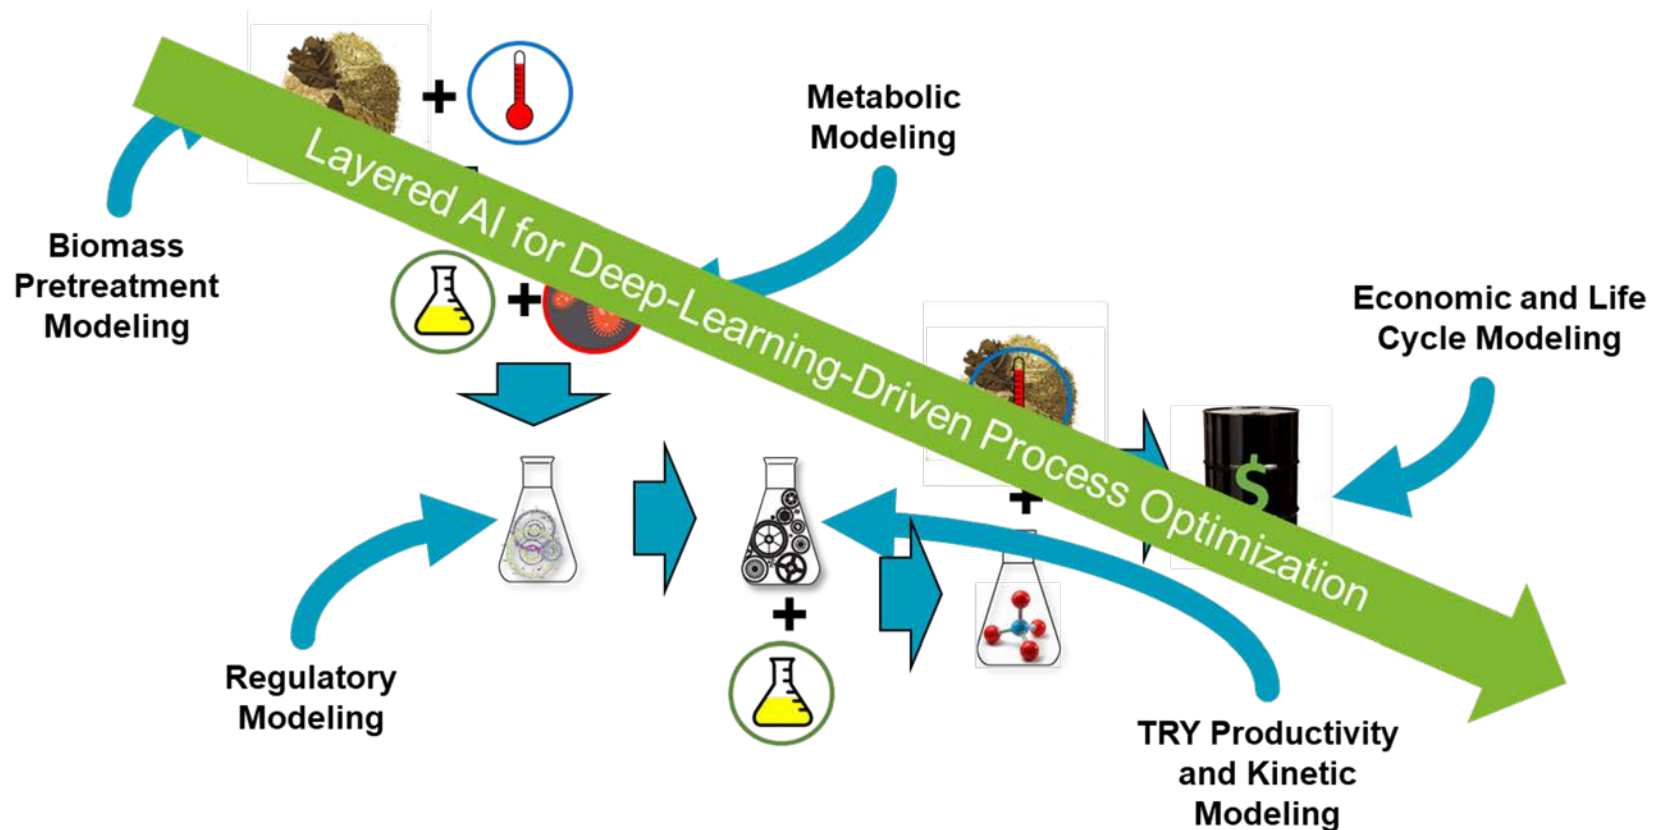 Layered AI for Deep-Learning-Driven Process Optimization
Metabolic
Modeling
Biomass
Pretreatment
Modeling
Economic and Life
Cycle Modeling
$
Regulatory
Modeling
TRY Productivity
and Kinetic
Modeling